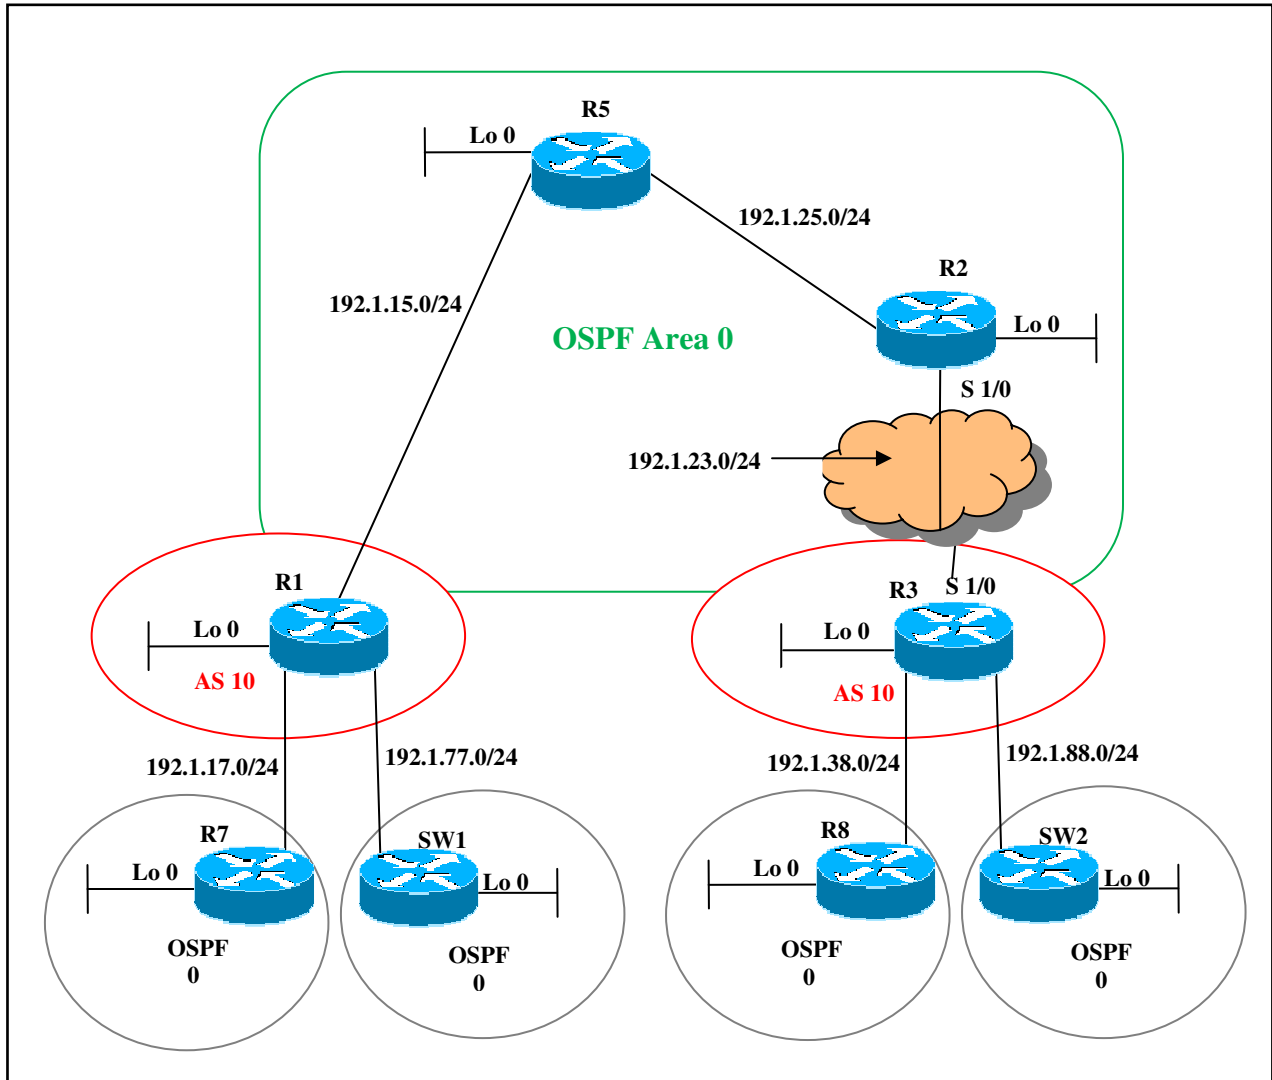 R5
Lo 0
192.1.25.0/24
R2
192.1.15.0/24
Lo 0
OSPF Area 0
S 1/0
192.1.23.0/24
R1
R3
S 1/0
Lo 0
Lo 0
AS 10
AS 10
192.1.17.0/24
192.1.77.0/24
192.1.38.0/24
192.1.88.0/24
R7
SW1
R8
SW2
Lo 0
Lo 0
Lo 0
Lo 0
OSPF
0
OSPF
0
OSPF
0
OSPF
0